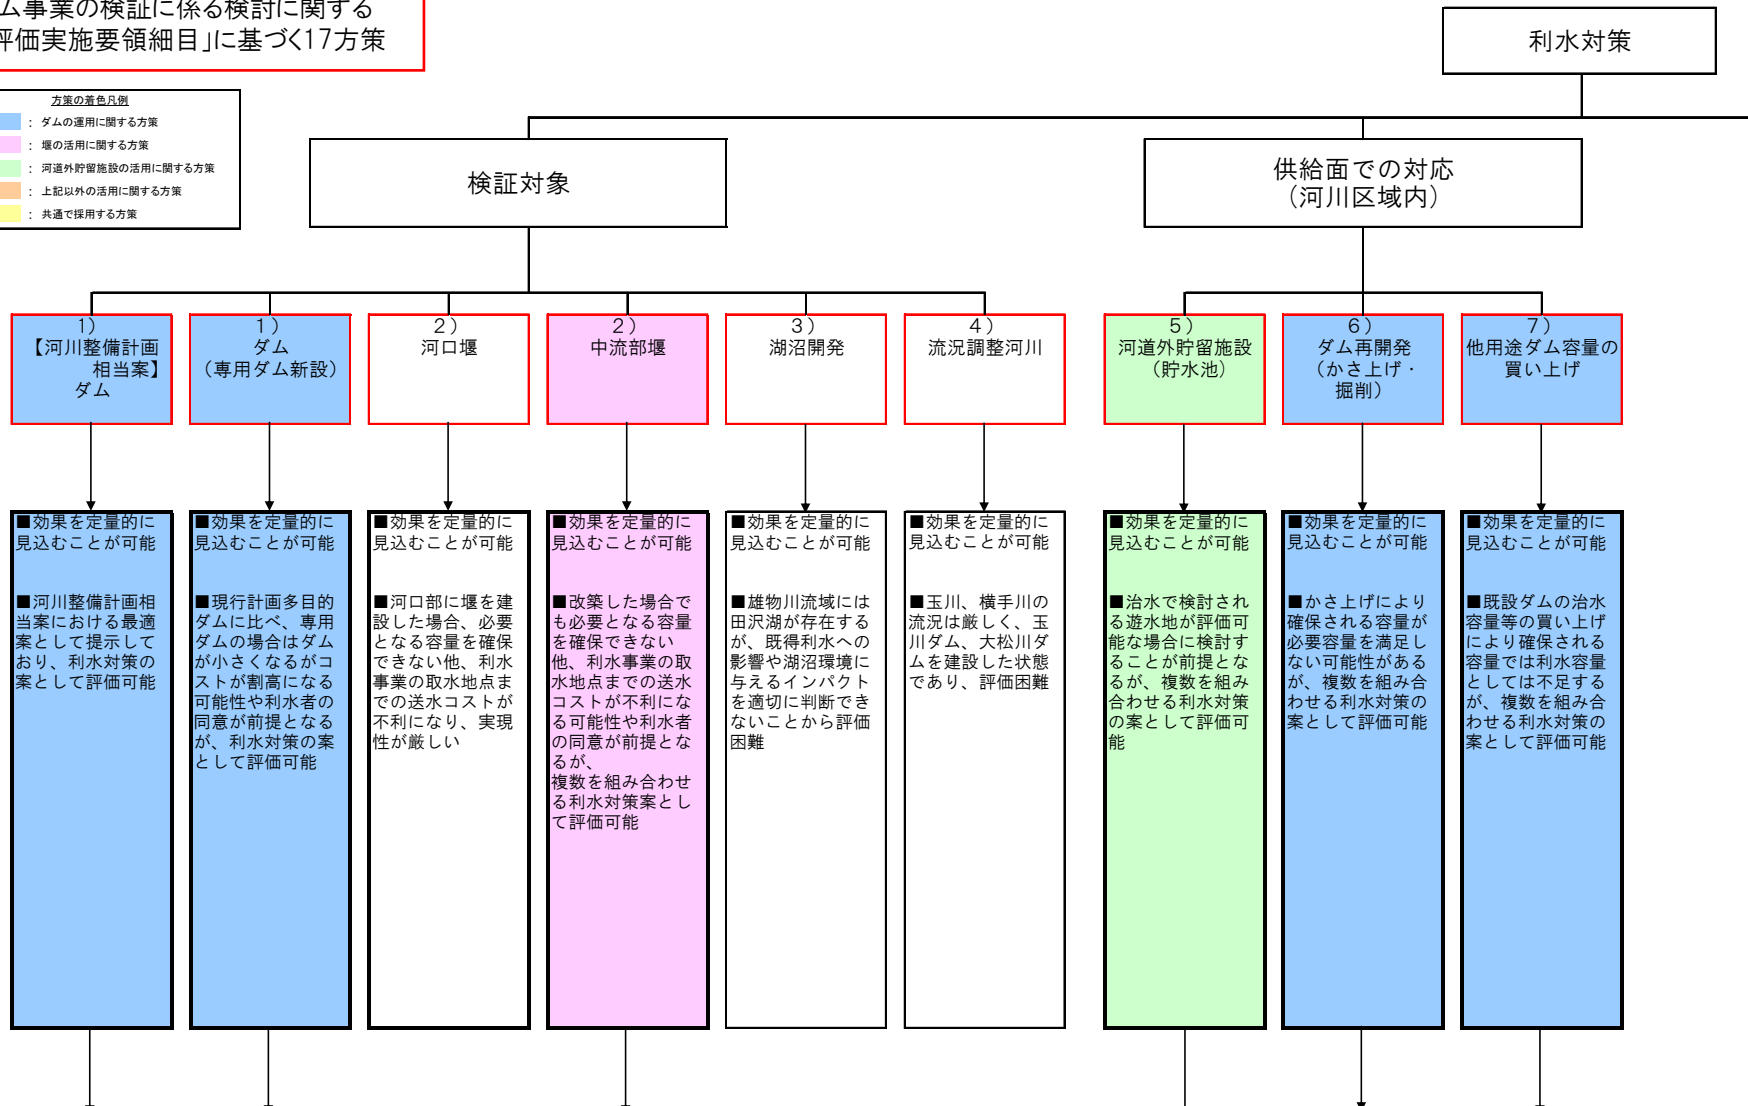 ム事業の検証に係る検討に関する
評価実施要領細目」に基づく17方策
利水対策
方策の着色凡例
： ダムの運用に関する方策
： 堰の活用に関する方策
： 河道外貯留施設の活用に関する方策
： 上記以外の活用に関する方策
： 共通で採用する方策
検証対象
供給面での対応
（河川区域内）
1）
【河川整備計画
相当案】
ダム
1）
ダム
（専用ダム新設）
2）
河口堰
2）
中流部堰
3）
湖沼開発
4）
流況調整河川
5）
河道外貯留施設
（貯水池）
6）
ダム再開発
（かさ上げ・
掘削）
7）
他用途ダム容量の
買い上げ
■効果を定量的に
見込むことが可能
■河川整備計画相
当案における最適
案として提示して
おり、利水対策の
案として評価可能
■効果を定量的に
見込むことが可能
■現行計画多目的
ダムに比べ、専用
ダムの場合はダム
が小さくなるがコ
ストが割高になる
可能性や利水者の
同意が前提となる
が、利水対策の案
として評価可能
■効果を定量的に
見込むことが可能
■河口部に堰を建
設した場合、必要
となる容量を確保
できない他、利水
事業の取水地点ま
での送水コストが
不利になり、実現
性が厳しい
■効果を定量的に
見込むことが可能
■改築した場合で
も必要となる容量
を確保できない
他、利水事業の取
水地点までの送水
コストが不利にな
る可能性や利水者
の同意が前提とな
るが、
複数を組み合わせ
る利水対策案とし
て評価可能
■効果を定量的に
見込むことが可能
■雄物川流域には
田沢湖が存在する
が、既得利水への
影響や湖沼環境に
与えるインパクト
を適切に判断でき
ないことから評価
困難
■効果を定量的に
見込むことが可能
■玉川、横手川の
流況は厳しく、玉
川ダム、大松川ダ
ムを建設した状態
であり、評価困難
■効果を定量的に
見込むことが可能
■治水で検討され
る遊水地が評価可
能な場合に検討す
ることが前提とな
るが、複数を組み
合わせる利水対策
の案として評価可
能
■効果を定量的に
見込むことが可能
■かさ上げにより
確保される容量が
必要容量を満足し
ない可能性がある
が、複数を組み合
わせる利水対策の
案として評価可能
■効果を定量的に
見込むことが可能
■既設ダムの治水
容量等の買い上げ
により確保される
容量では利水容量
としては不足する
が、複数を組み合
わせる利水対策の
案として評価可能